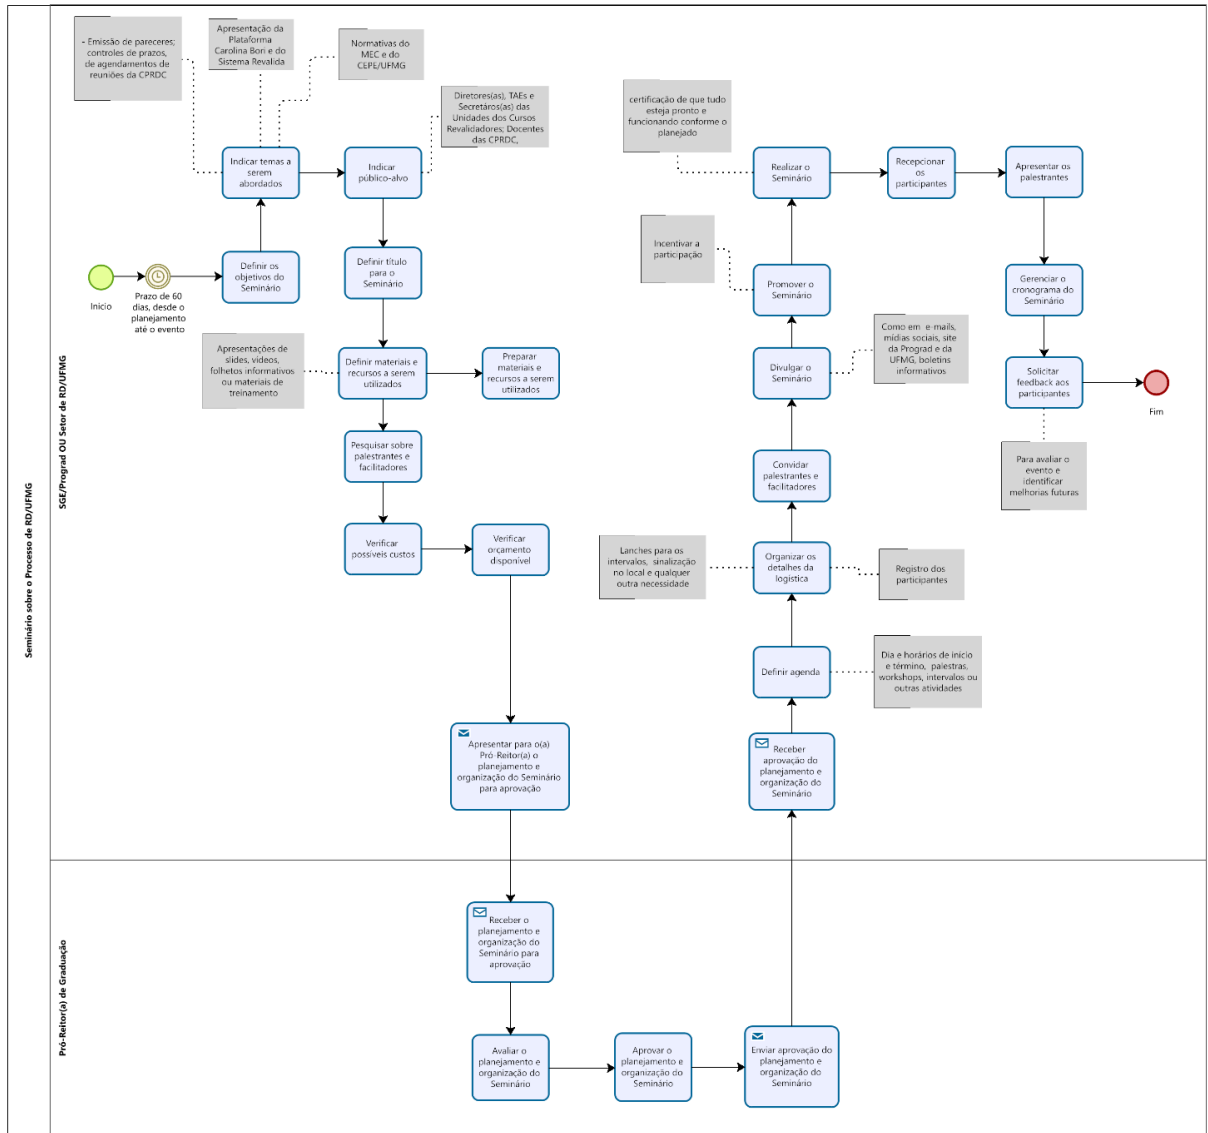 Seminário sobre o Processo de RD/UFMG
SGE/Prograd OU Setor de RD/UFMG
- Emissão de pareceres;
controles de prazos,
de agendamentos de
reuniões da CPRDC
Apresentação da
Plataforma
Carolina Bori e do
Sistema Revalida
Normativas do
MEC e do
CEPE/UFMG
Diretores(as), TAEs e
Secretáros(as) das
Unidades dos Cursos
Revalidadores; Docentes
das CPRDC,
Indicar temas a
serem
abordados
Indicar
público-alvo
Início
Prazo de 60
dias, desde o
planejamento
até o evento
Definir os
objetivos do
Seminário
Definir título
para o
Seminário
Apresentações de
slides, vídeos,
folhetos informativos
ou materiais de
treinamento
Definir materiais e
recursos a serem
utilizados
Preparar
materiais e
recursos a serem
utilizados
Pesquisar sobre
palestrantes e
facilitadores
Verificar
possíveis custos
Verificar
orçamento
disponível
Apresentar para o(a)
Pró-Reitor(a) o
planejamento e
organização do Seminário
para aprovação
certificação de que tudo
esteja pronto e
funcionando conforme o
planejado
Realizar o
Seminário
Recepcionar
os
participantes
Apresentar os
palestrantes
Incentivar a
participação
Promover o
Seminário
Gerenciar o
cronograma do
Seminário
Divulgar o
Seminário
Como em  e-mails,
mídias sociais, site
da Prograd e da
UFMG, boletins
informativos
Solicitar
feedback aos
participantes
Fim
Para avaliar o
evento e
identificar
melhorias futuras
Convidar
palestrantes e
facilitadores
Lanches para os
intervalos,  sinalização
no local e qualquer
outra necessidade
Organizar os
detalhes da
logística
Registro dos
participantes
Definir agenda
Dia e horários de início
e término,  palestras,
workshops, intervalos ou
outras atividades
Receber
aprovação do
planejamento e
organização do
Seminário
Pró-Reitor(a) de Graduação
Receber o
planejamento e
organização do
Seminário para
aprovação
Avaliar o
planejamento e
organização do
Seminário
Aprovar o
planejamento e
organização do
Seminário
Enviar aprovação do
planejamento e
organização do
Seminário